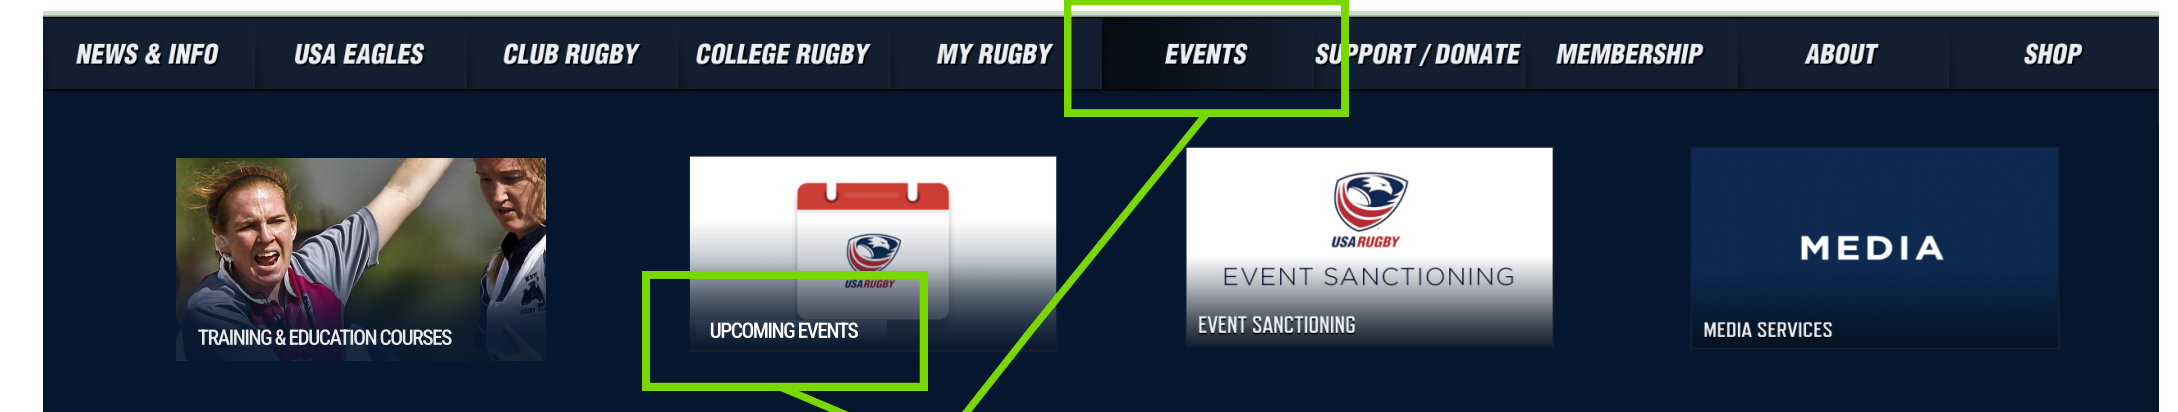 NEWS & INFO USA EAGLES CLUB RUGBY COLLEGE RUGBY MY RUGBY EVENTS SUPPORT / DONATE MEMBERSHIP ABOUT SHOP
TRAINING & EDUCATION COURSES
USA RUGBY
UPCOMING EVENTS
USA RUGBY
EVENT SANCTIONING
EVENT SANCTIONING
MEDIA
MEDIA SERVICES